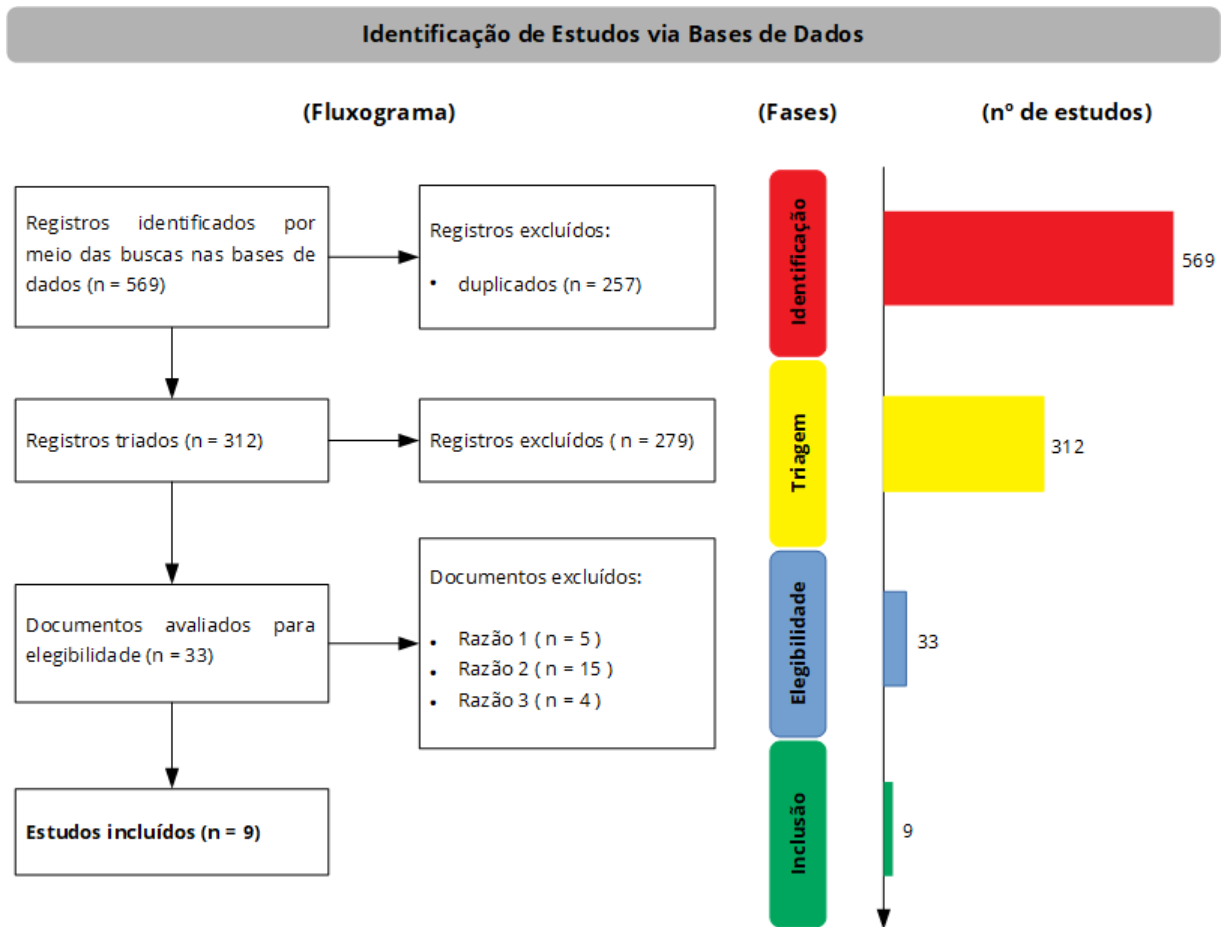 Identificação de Estudos via Bases de Dados
(Fluxograma)
(Fases)
(nº de estudos)
Registros identificados por
meio das buscas nas bases de
dados (n = 569)
Registros excluídos:
• duplicados (n = 257)
Identificação
569
Registros triados (n = 312)
Registros excluídos ( n = 279)
Triagem
312
Documentos avaliados para
elegibilidade (n = 33)
Documentos excluídos:
• Razão 1 ( n = 5 )
• Razão 2 ( n = 15 )
• Razão 3 ( n = 4 )
Elegibilidade
33
Estudos incluídos (n = 9)
Inclusão
9